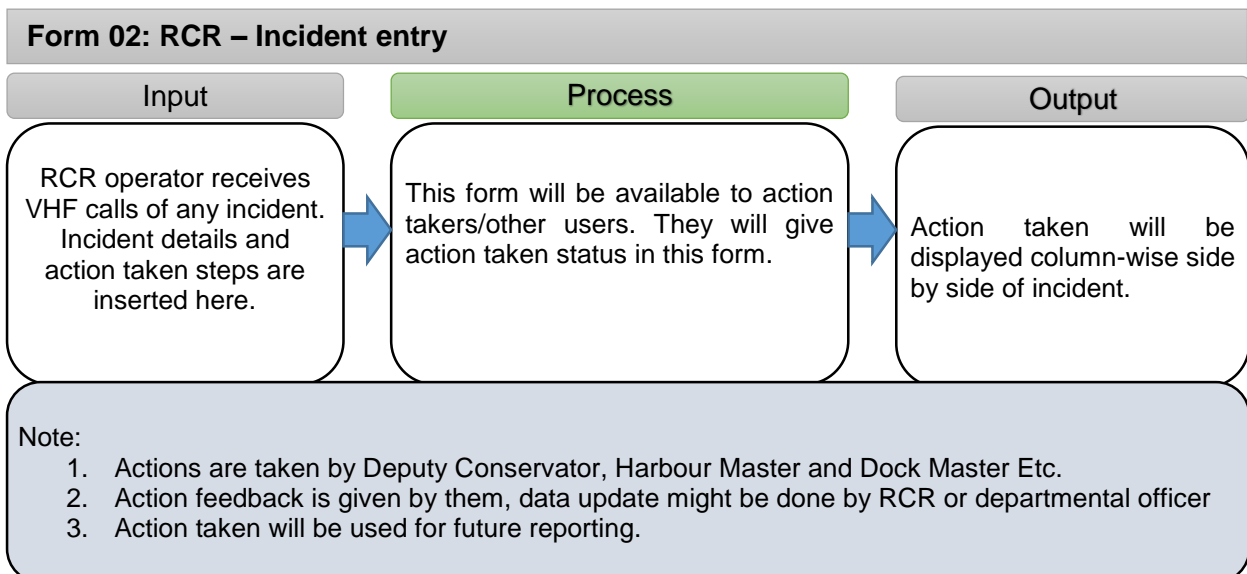 Form 02: RCR – Incident entry
Input
Process
Output
RCR operator receives
VHF calls of any incident.
Incident details and
action taken steps are
inserted here.
This form will be available to action
takers/other users. They will give
action taken status in this form.
Action taken will be
displayed column-wise side
by side of incident.
Note:
1. Actions are taken by Deputy Conservator, Harbour Master and Dock Master Etc.
2. Action feedback is given by them, data update might be done by RCR or departmental officer
3. Action taken will be used for future reporting.